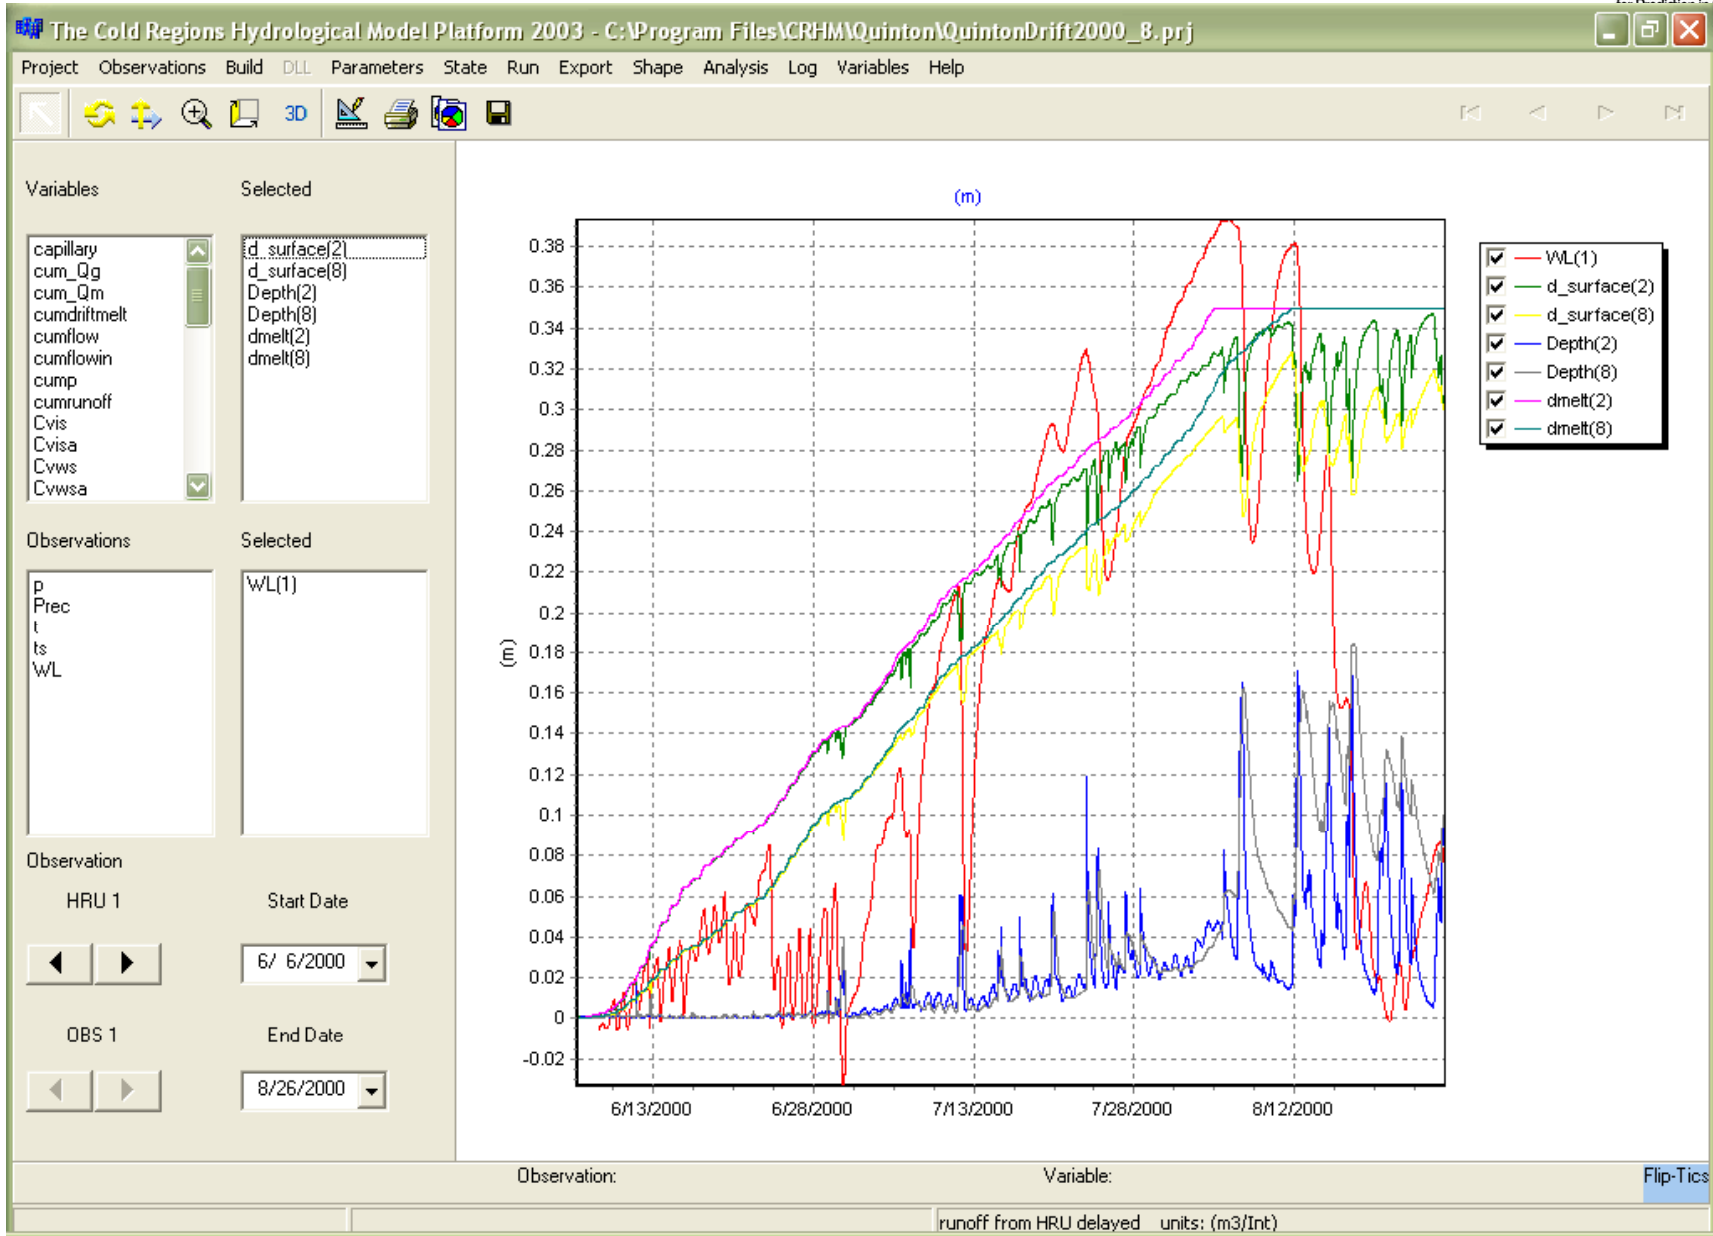 The Cold Regions Hydrological Model Platform 2003 - C:\Program Files\CRHM\Quinton\QuintonDrift2000_8.prj
Project Observations Build DLL Parameters State Run Export Shape Analysis Log Variables Help
3D
Variables
Selected
capillary
cum_Qg
cum_Qm
cumdriftmelt
cumflow
cumflowin
cump
cumrunoff
Cvis
Cvisa
Cvws
Cvwsa
d_surface(2)
d_surface(8)
Depth(2)
Depth(8)
dmelt(2)
dmelt(8)
Observations
Selected
p
Prec
t
ts
WL
WL(1)
Observation
HRU 1
Start Date
6/ 6/2000
OBS 1
End Date
8/26/2000
(m)
(m)
0.38
0.36
0.34
0.32
0.3
0.28
0.26
0.24
0.22
0.2
0.18
0.16
0.14
0.12
0.1
0.08
0.06
0.04
0.02
0
-0.02
6/13/2000
6/28/2000
7/13/2000
7/28/2000
8/12/2000
WL(1)
d_surface(2)
d_surface(8)
Depth(2)
Depth(8)
dmelt(2)
dmelt(8)
Observation:
Variable:
Flip-Tics
runoff from HRU delayed units: (m3/Int)